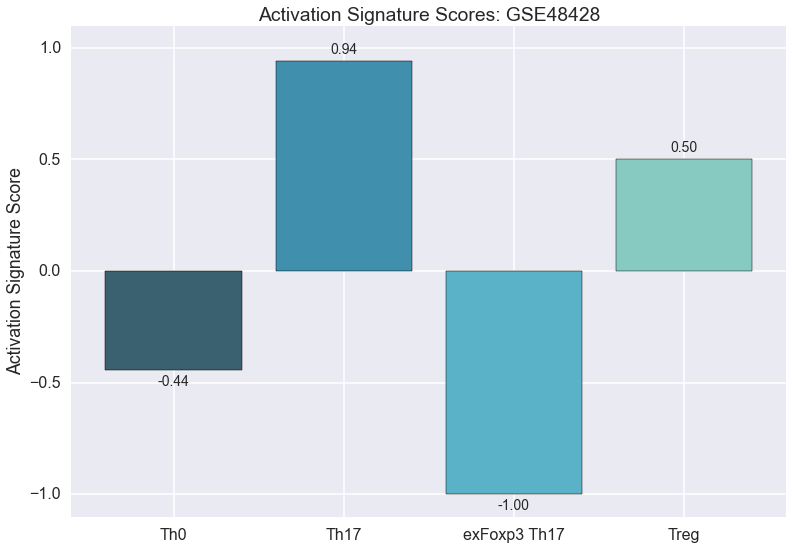 Activation Signature Scores: GSE48428
Activation Signature Score
1.0
0.5
0.0
−0.5
−1.0
-0.44
0.94
-1.00
0.50
Th0
Th17
exFoxp3 Th17
Treg